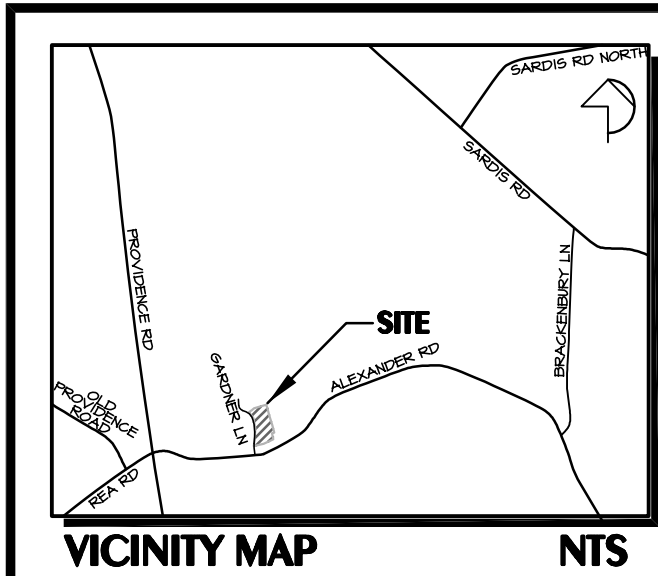 SARDIS RD NORTH
SARDIS RD
PROVIDENCE RD
BRACKENBURY LN
SITE
GARDNER LN
ALEXANDER RD
OLD
PROVIDENCE
ROAD
REA RD
VICINITY MAP NTS